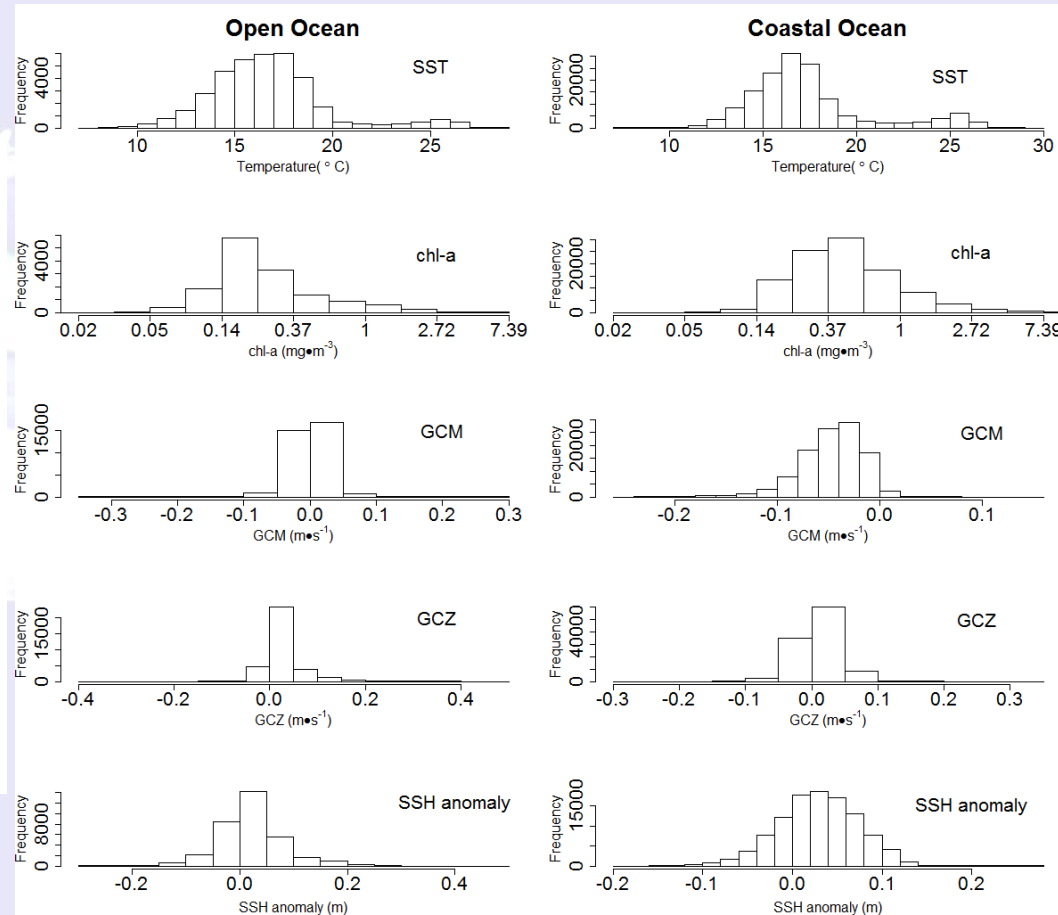 Open Ocean
Coastal Ocean
SST
Frequency
0 4000
10 15 20 25
Temperature( ° C)
SST
Frequency
0 20000
10 15 20 25 30
Temperature( ° C)
chl-a
Frequency
0 4000
0.02 0.05 0.14 0.37 1 2.72 7.39
chl-a (mg●m⁻³)
chl-a
Frequency
0 20000
0.02 0.05 0.14 0.37 1 2.72 7.39
chl-a (mg●m⁻³)
GCM
Frequency
0 15000
-0.3 -0.2 -0.1 0.0 0.1 0.2 0.3
GCM (m●s⁻¹)
GCM
Frequency
0 20000
-0.2 -0.1 0.0 0.1
GCM (m●s⁻¹)
GCZ
Frequency
0 15000
-0.4 -0.2 0.0 0.2 0.4
GCZ (m●s⁻¹)
GCZ
Frequency
0 40000
-0.3 -0.2 -0.1 0.0 0.1 0.2 0.3
GCZ (m●s⁻¹)
SSH anomaly
Frequency
0 8000
-0.2 0.0 0.2 0.4
SSH anomaly (m)
SSH anomaly
Frequency
0 15000
-0.2 -0.1 0.0 0.1 0.2
SSH anomaly (m)